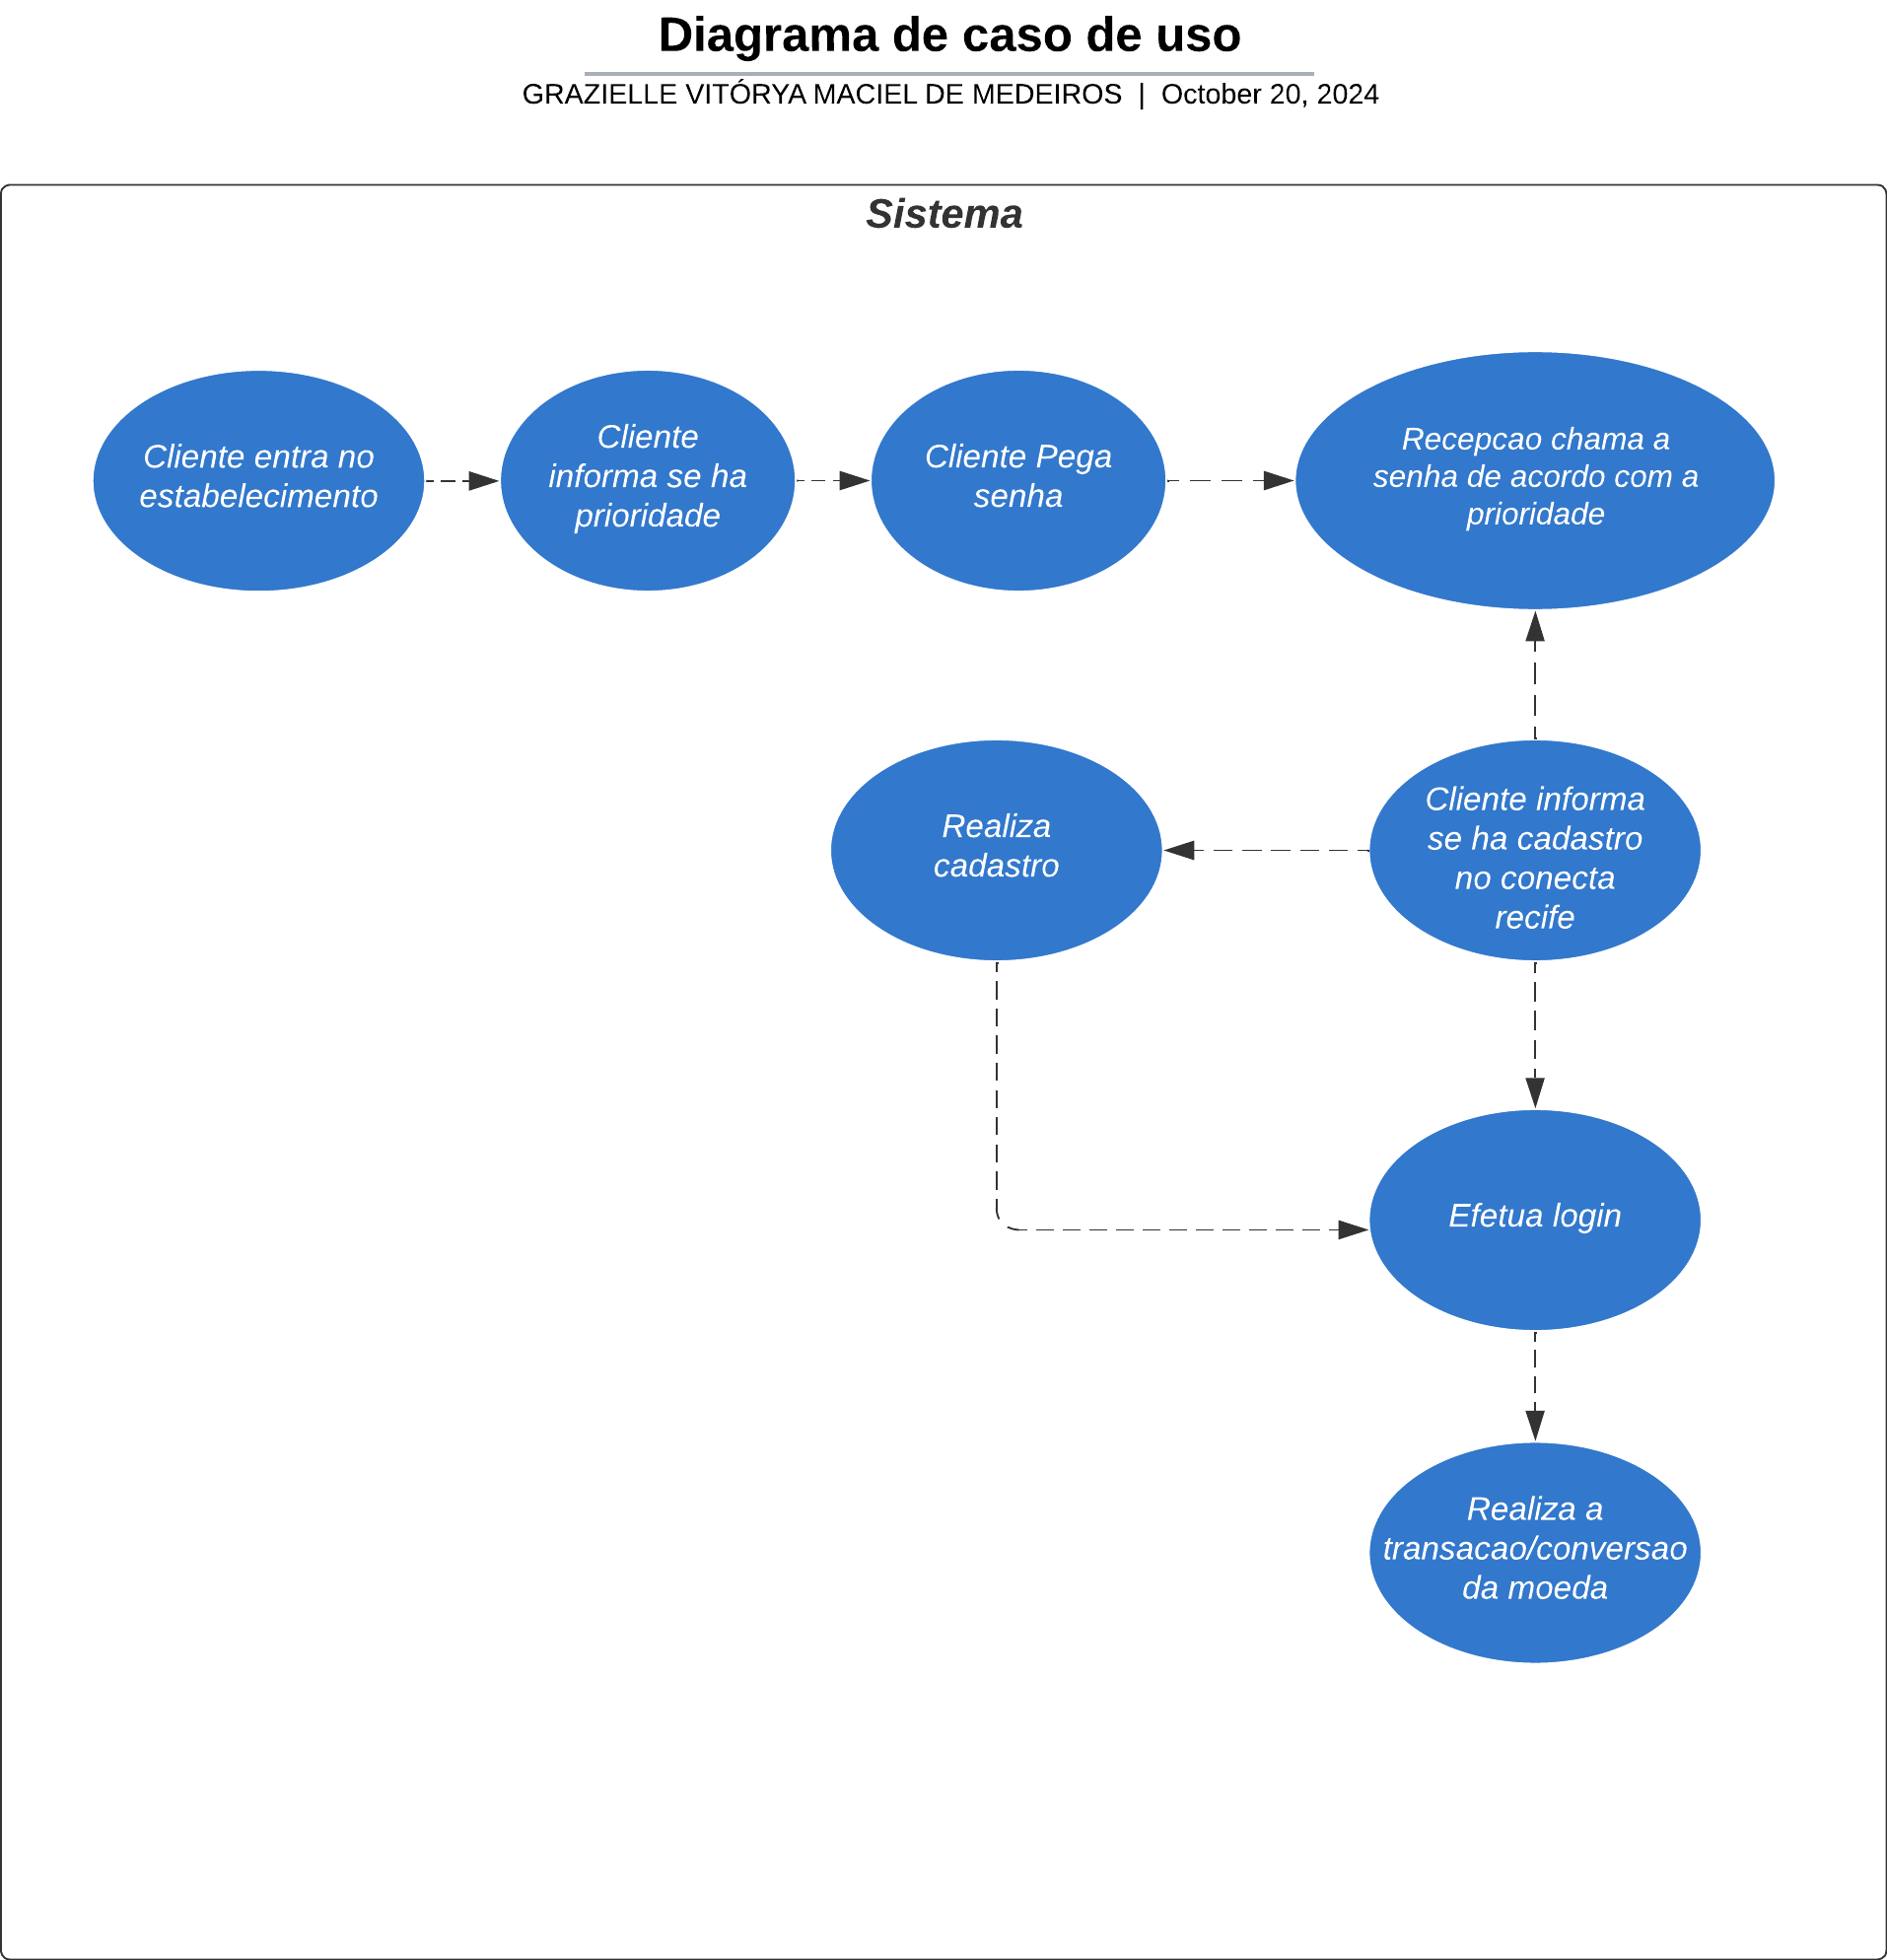 Diagrama de caso de uso
GRAZIELLE VITÓRYA MACIEL DE MEDEIROS | October 20, 2024
Sistema
Cliente entra no
estabelecimento
Cliente
informa se ha
prioridade
Cliente Pega
senha
Recepcao chama a
senha de acordo com a
prioridade
Realiza
cadastro
Cliente informa
se ha cadastro
no conecta
recife
Efetua login
Realiza a
transacao/conversao
da moeda